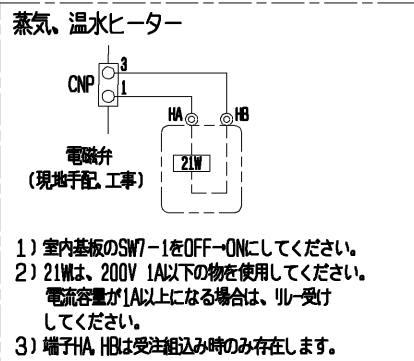 蒸気、温水ヒーター
3
CNP
1
HA
HB
電磁弁
21W
(現地手配、工事)
1) 室内基板のSW7-1をOFF→ONにしてください。
2) 21Wは、200V 1A以下の物を使用してください。
電流容量が1A以上になる場合は、リレー受け
してください。
3) 端子HA、HBは受注組込み時のみ存在します。